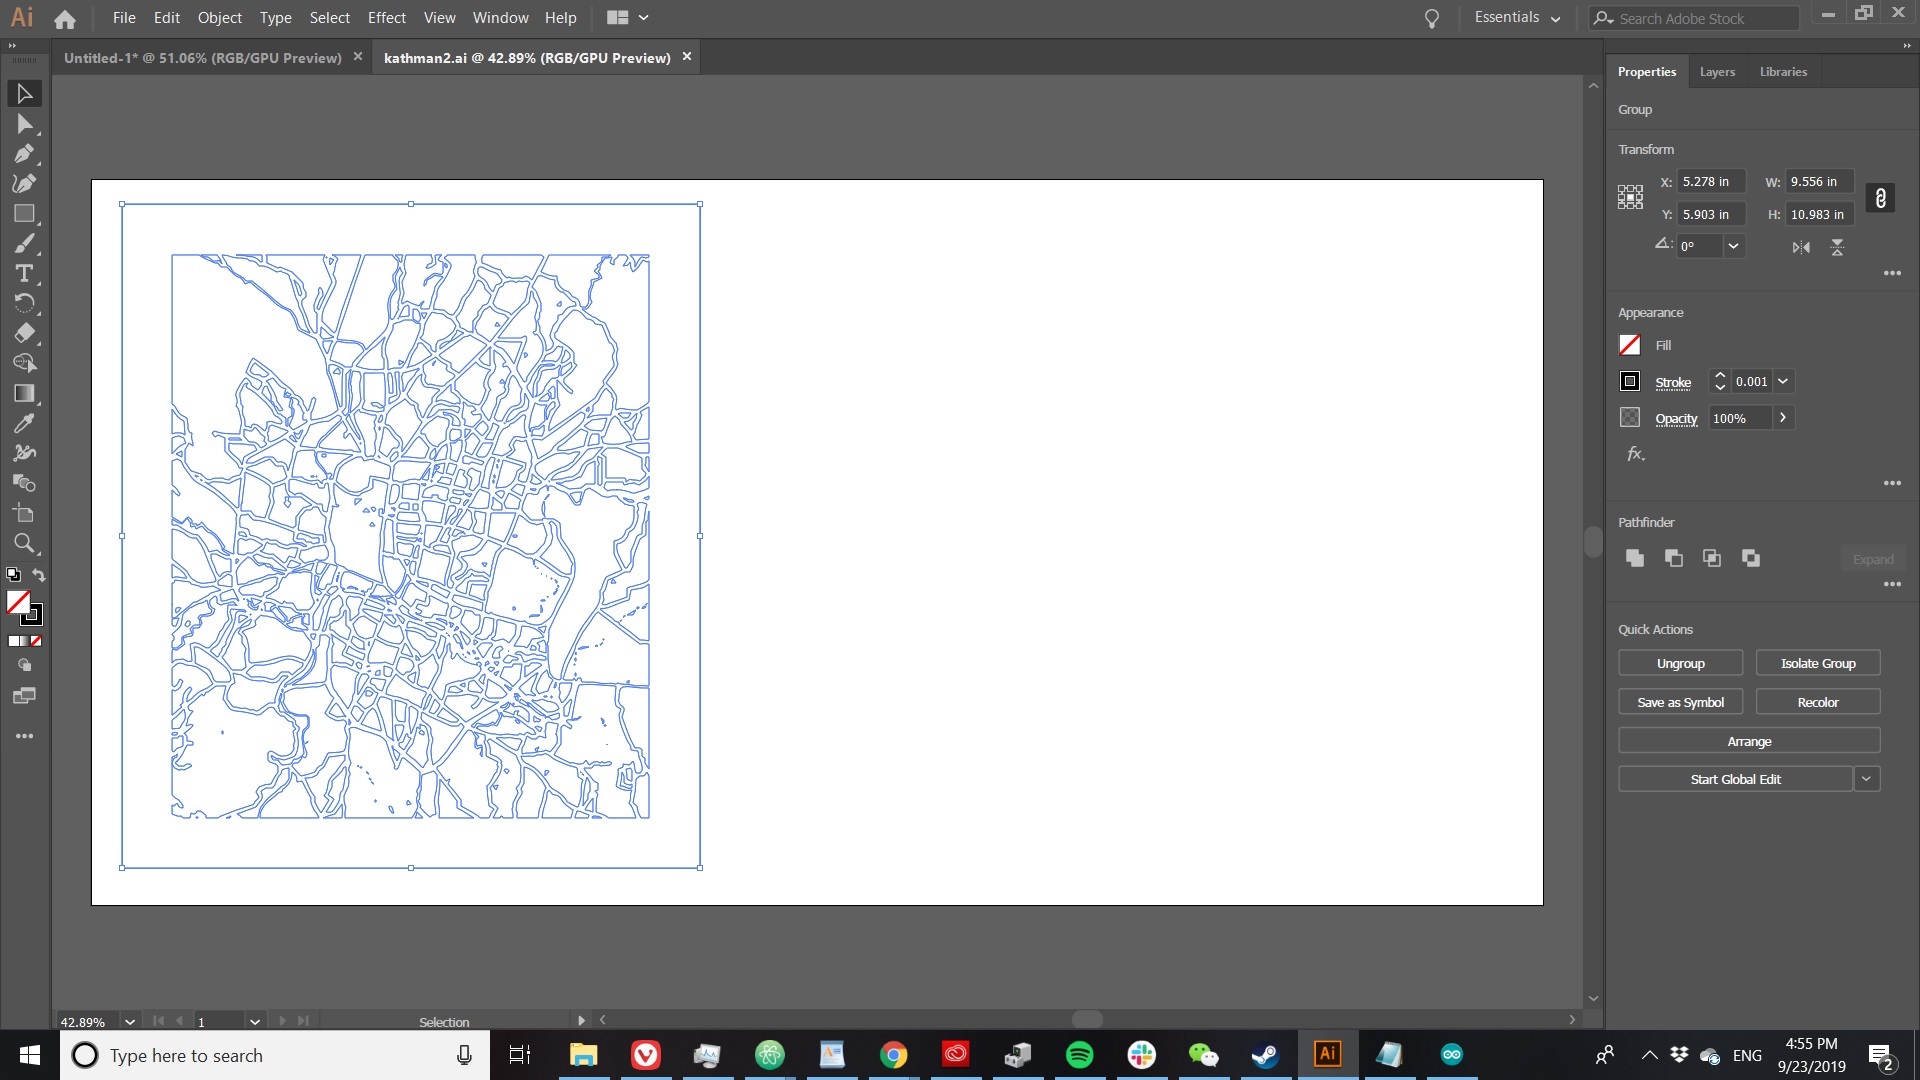 Ai File Edit Object Type Select Effect View Window Help Essentials Search Adobe Stock
Untitled-1* @ 51.06% (RGB/GPU Preview) × kathman2.ai @ 42.89% (RGB/GPU Preview) ×
Properties Layers Libraries
Group
Transform
X: 5.278 in W: 9.556 in
Y: 5.903 in H: 10.983 in
0°
Appearance
Fill
Stroke 0.001
Opacity 100%
fx.
Pathfinder
Expand
Quick Actions
Ungroup Isolate Group
Save as Symbol Recolor
Arrange
Start Global Edit
42.89% 1 Selection
Type here to search
Ai
ENG
4:55 PM
9/23/2019
2